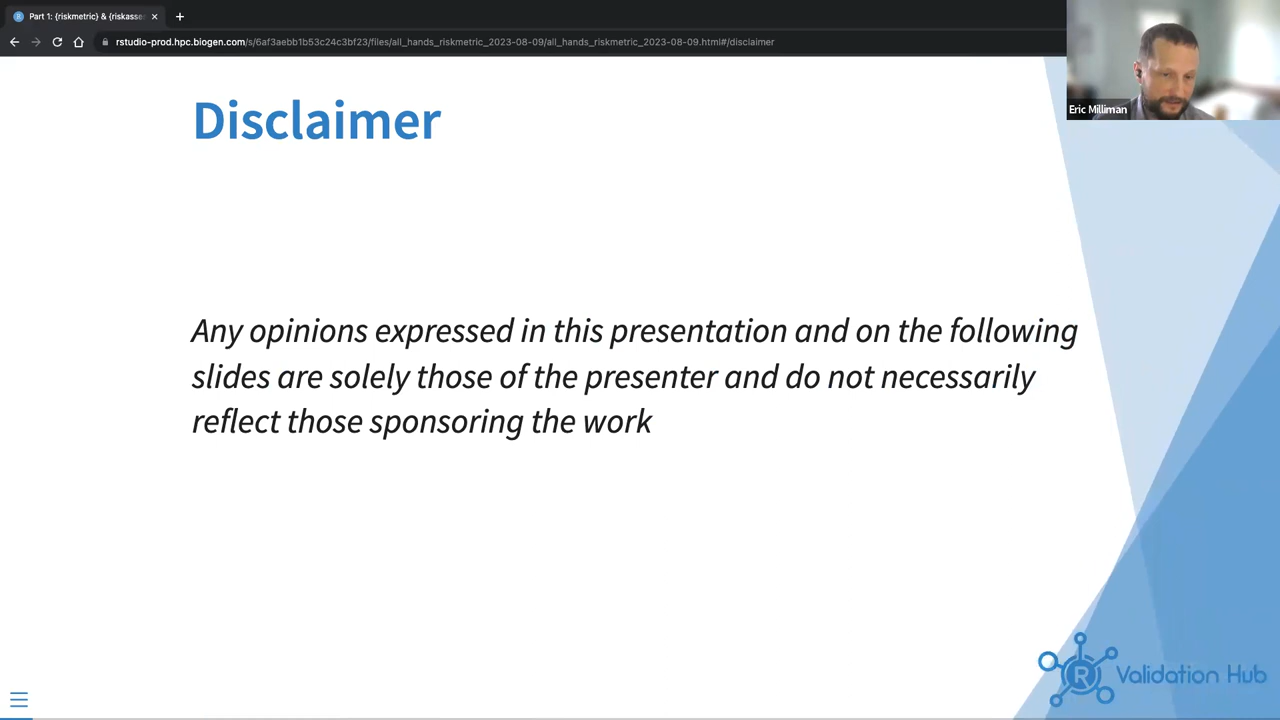 Part 1: {riskmetric} & {riskasse
rstudio-prod.hpc.biogen.com/s/6af3aebb1b53c24c3bf23/files/all_hands_riskmetric_2023-08-09/all_hands_riskmetric_2023-08-09.html#/disclaimer
Eric Milliman
Disclaimer
Any opinions expressed in this presentation and on the following
slides are solely those of the presenter and do not necessarily
reflect those sponsoring the work
R Validation Hub